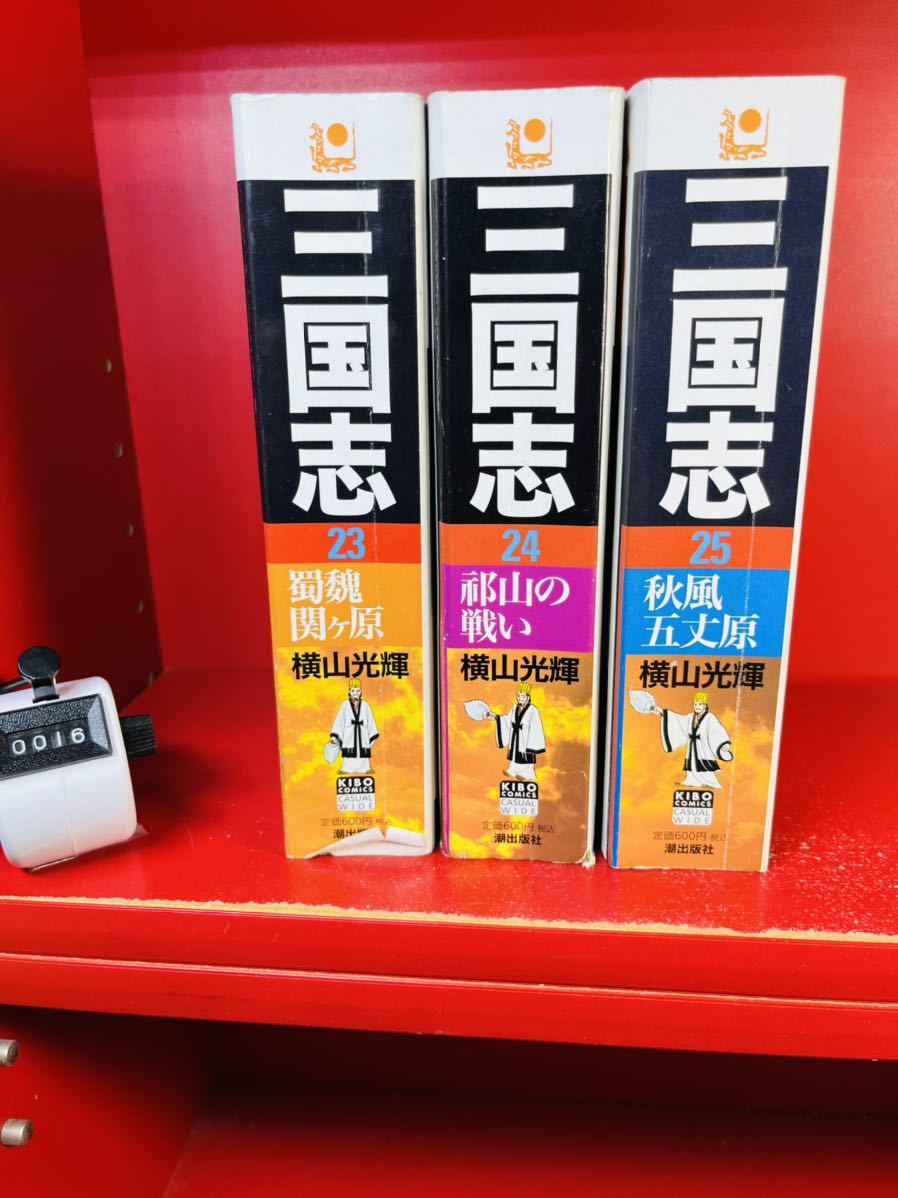 三国志
23
蜀魏
関ヶ原
横山光輝
KIBO
COMICS
CASUAL
WIDE
定価600円 税込
潮出版
三国志
24
祁山の
戦い
横山光輝
KIBO
COMICS
CASUAL
WIDE
定価600円 税込
潮出版社
三国志
25
秋風
五丈原
横山光輝
KIBO
COMICS
CASUAL
WIDE
定価600円 税込
潮出版社
0016